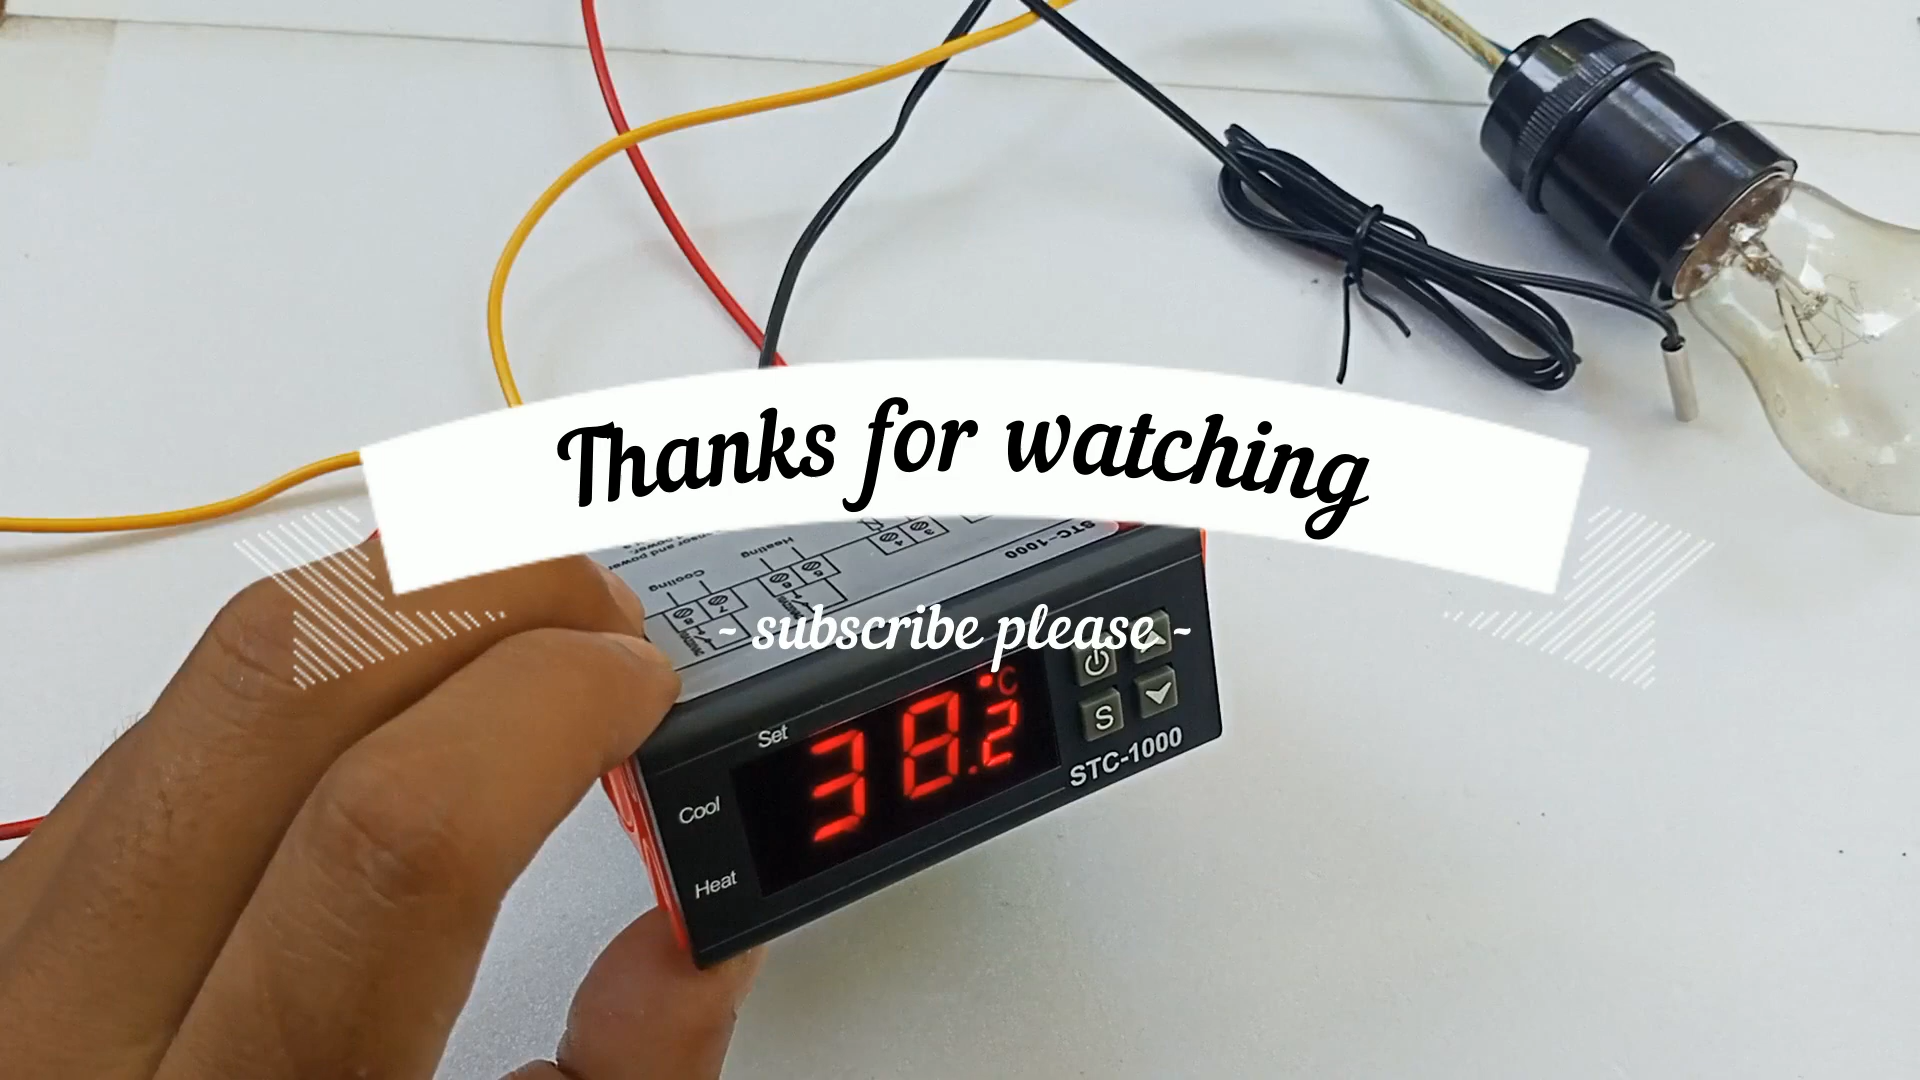 Thanks for watching
STC-1000
Heating
Cooling
~ subscribe please ~
Set
°C
38.2
S
Cool
STC-1000
Heat